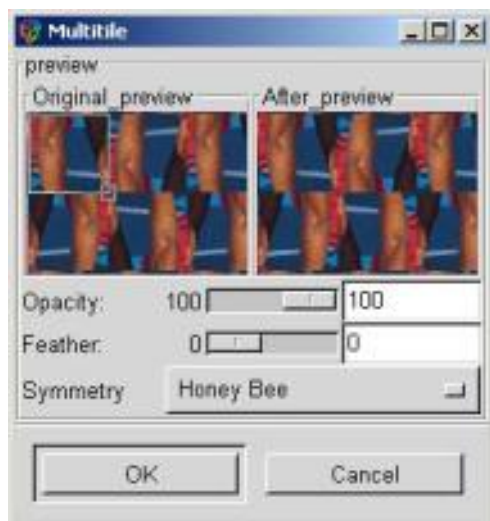 Multitile
preview
Original_preview After_preview
Opacity: 100 100
Feather: 0 0
Symmetry Honey Bee
OK Cancel